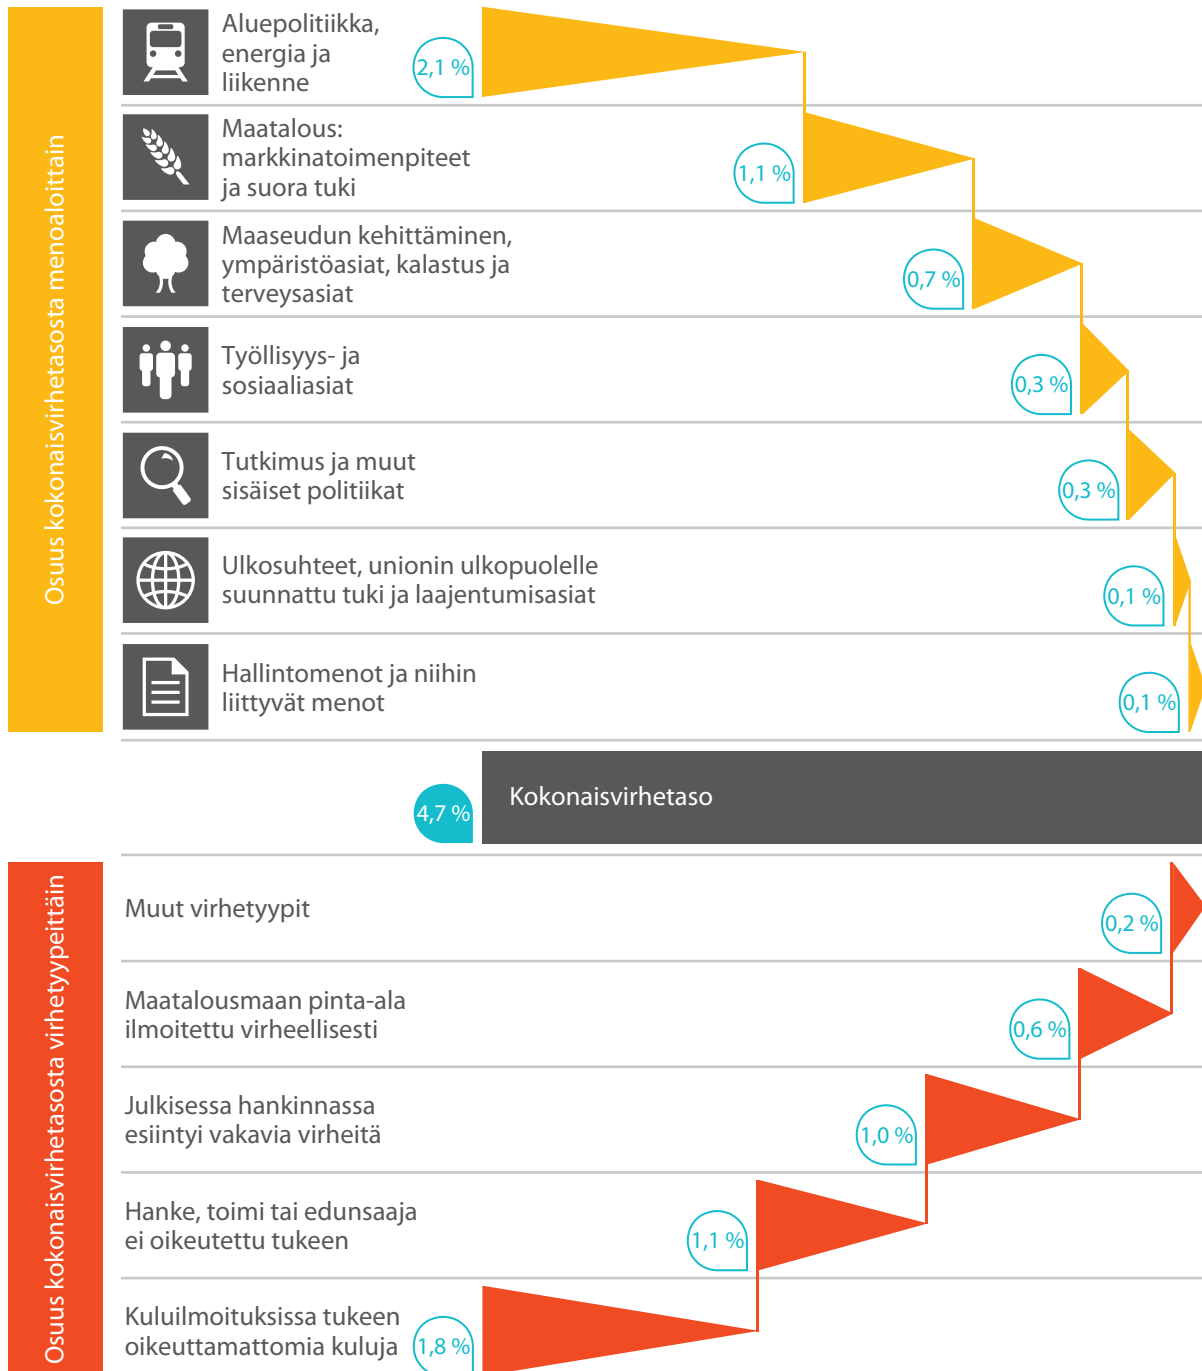 Osuus kokonaisvirhetasosta menoaloittain
Aluepolitiikka,
energia ja
liikenne
2,1 %
Maatalous:
markkinatoimenpiteet
ja suora tuki
1,1 %
Maaseudun kehittäminen,
ympäristöasiat, kalastus ja
terveysasiat
0,7 %
Työllisyys- ja
sosiaaliasiat
0,3 %
Tutkimus ja muut
sisäiset politiikat
0,3 %
Ulkosuhteet, unionin ulkopuolelle
suunnattu tuki ja laajentumisasiat
0,1 %
Hallintomenot ja niihin
liittyvät menot
0,1 %
4,7 %
Kokonaisvirhetaso
Osuus kokonaisvirhetasosta virhetyypeittäin
Muut virhetyypit
0,2 %
Maatalousmaan pinta-ala
ilmoitettu virheellisesti
0,6 %
Julkisessa hankinnassa
esiintyi vakavia virheitä
1,0 %
Hanke, toimi tai edunsaaja
ei oikeutettu tukeen
1,1 %
Kuluilmoituksissa tukeen
oikeuttamattomia kuluja
1,8 %